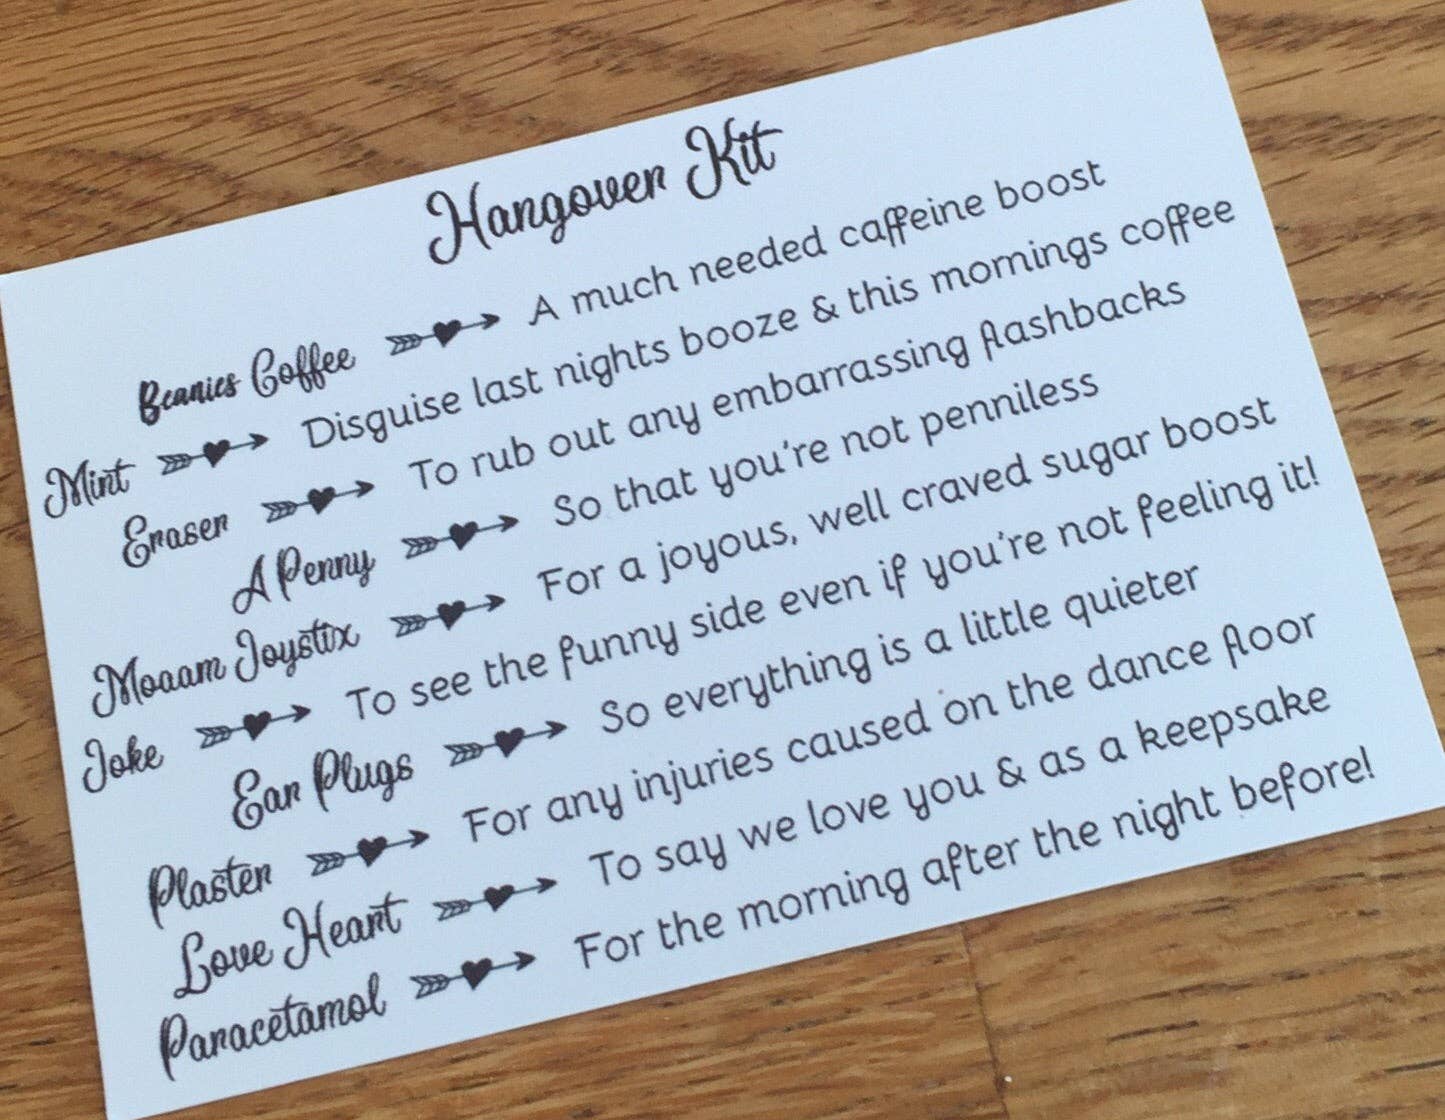 Hangover Kit
Beanies Coffee A much needed caffeine boost
Mint Disguise last nights booze & this mornings coffee
Eraser To rub out any embarrassing flashbacks
A Penny So that you're not penniless
Moaam Joystix For a joyous, well craved sugar boost
Joke To see the funny side even if you're not feeling it!
Ear Plugs So everything is a little quieter
Plaster For any injuries caused on the dance floor
Love Heart To say we love you & as a keepsake
Paracetamol For the morning after the night before!